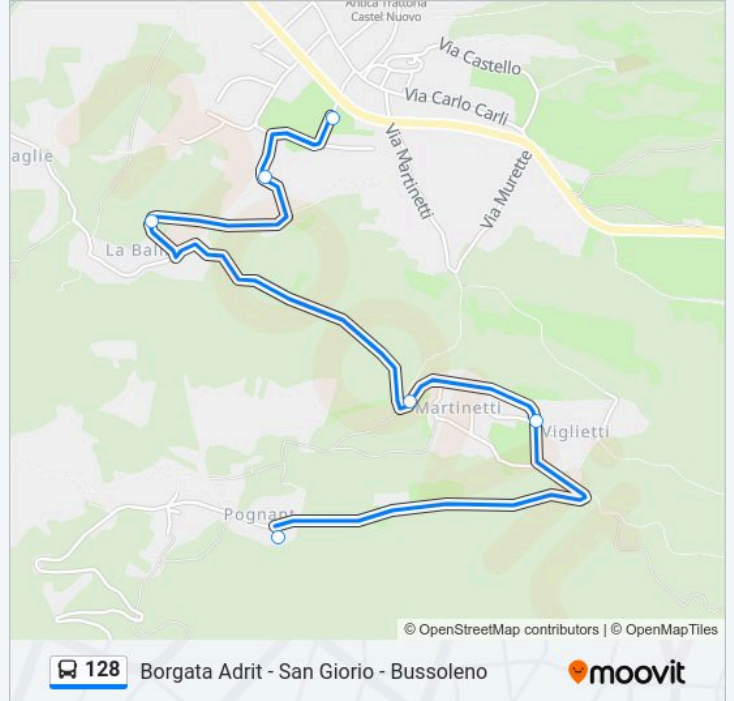 Antica Trattoria
Castel Nuovo
Via Castello
Via Carlo Carli
Via Martinetti
Via Murette
aglie
La Bal
Martinetti
Viglietti
Pognant
© OpenStreetMap contributors | © OpenMapTiles
128 Borgata Adrit - San Giorio - Bussoleno
moovit